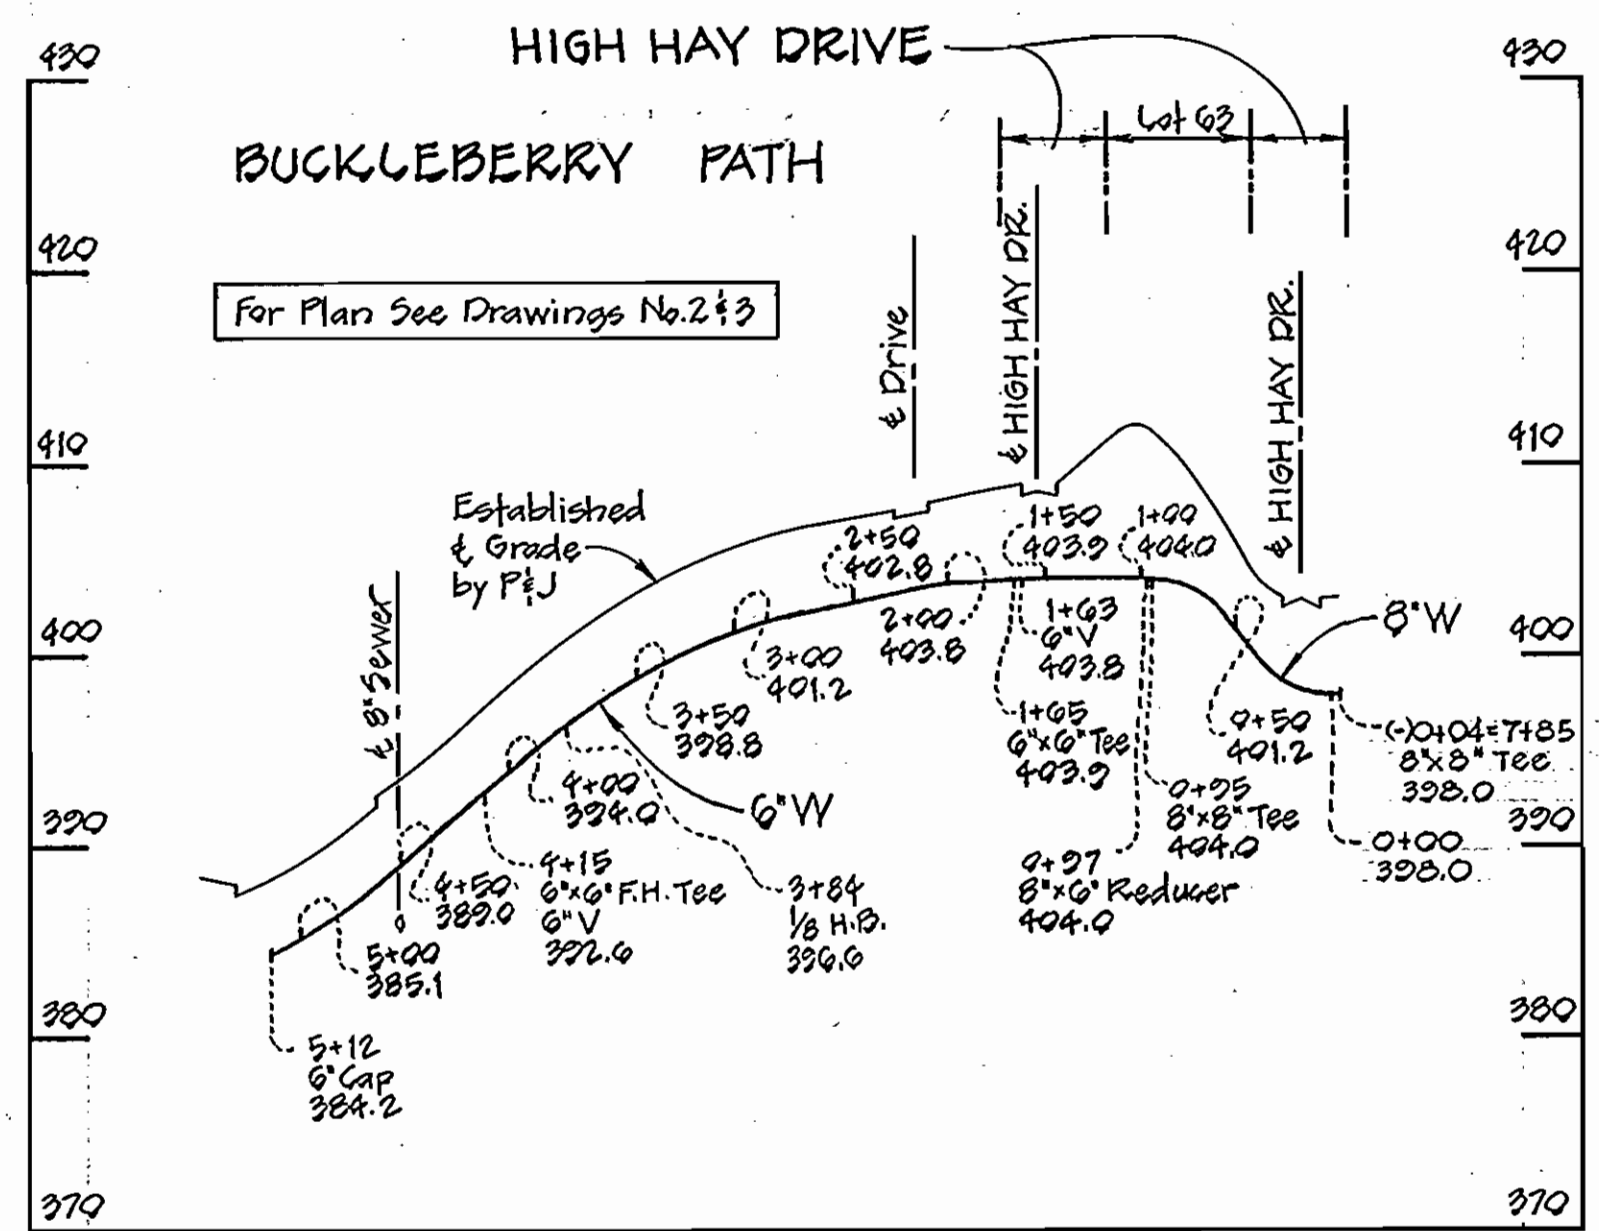 HIGH HAY DRIVE
BUCKLEBERRY PATH
For Plan See Drawings No. 2 & 3
430
420
410
400
390
380
370
430
420
410
400
390
380
370
Lot 63
℄ Drive
℄ HIGH HAY DR.
℄ HIGH HAY DR.
℄ 8" Sewer
Established
℄ Grade
by P&J
2+50
402.8
1+50
403.9
1+00
404.0
2+00
403.8
1+63
6" V
403.8
8" W
3+00
401.2
3+50
398.8
1+65
6"x6" Tee
403.9
0+50
401.2
(-)0+04=7+85
8"x8" Tee
398.0
4+00
394.0
6" W
0+95
8"x8" Tee
404.0
0+00
398.0
4+50
389.0
4+15
6"x6" F.H. Tee
6" V
392.6
3+84
1/8 H.B.
396.6
0+97
8"x6" Reducer
404.0
5+00
385.1
5+12
6" Cap
384.2